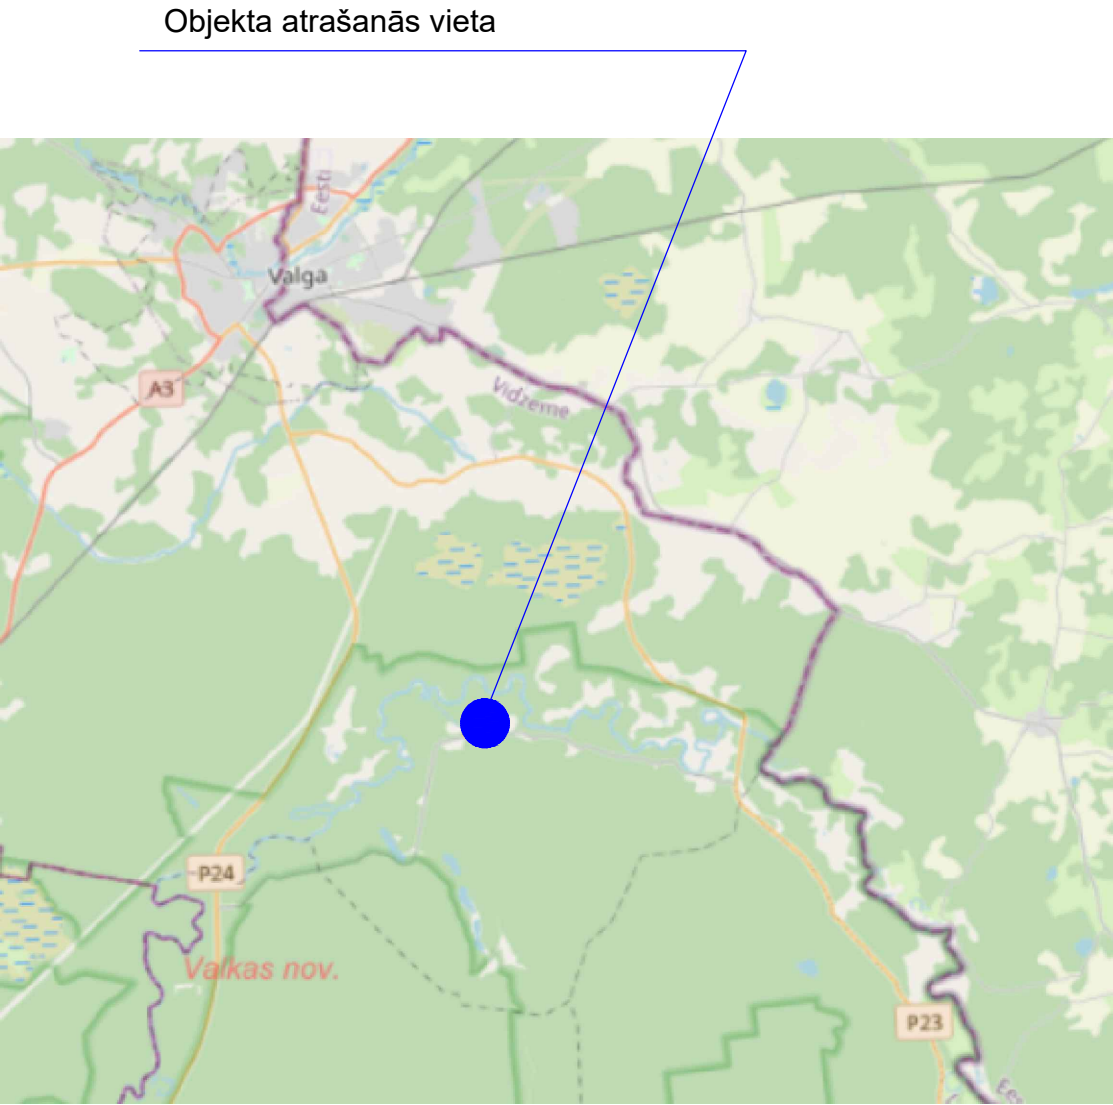 Objekta atrašanās vieta
Eesti
Valga
A3
Vidzeme
P24
Valkas nov.
P23